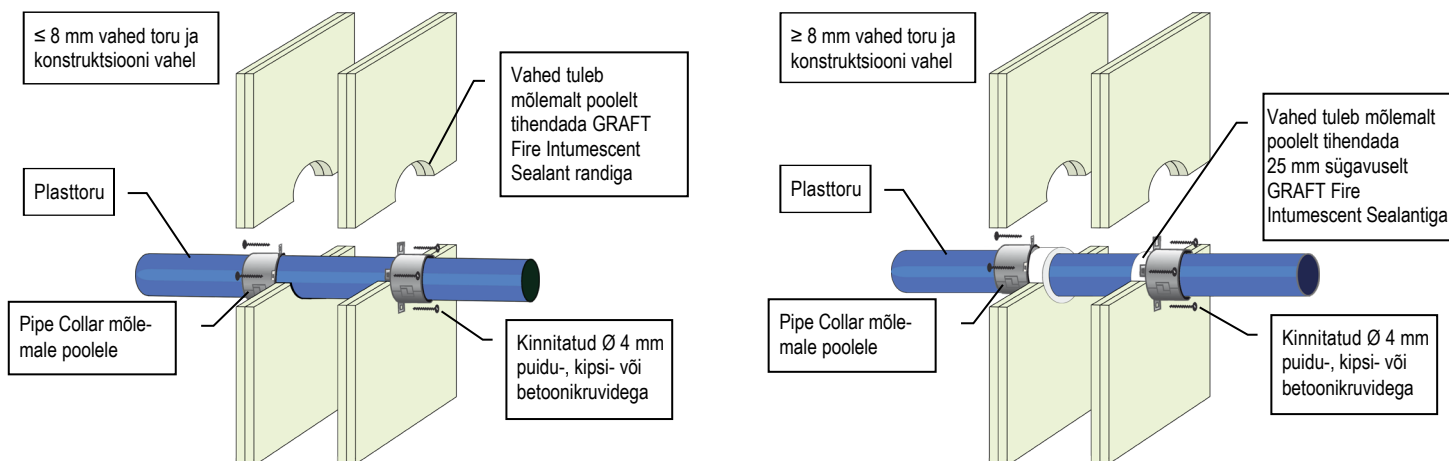 ≤ 8 mm vahed toru ja
konstruktsiooni vahel
Vahed tuleb
mõlemalt poolelt
tihendada GRAFT
Fire Intumescent
Sealant randiga
Plasttoru
Pipe Collar mõle-
male poolele
Kinnitatud Ø 4 mm
puidu-, kipsi- või
betoonikruvidega
≥ 8 mm vahed toru ja
konstruktsiooni vahel
Vahed tuleb mõlemalt
poolelt tihendada
25 mm sügavuselt
GRAFT Fire
Intumescent Sealantiga
Plasttoru
Pipe Collar mõle-
male poolele
Kinnitatud Ø 4 mm
puidu-, kipsi- või
betoonikruvidega